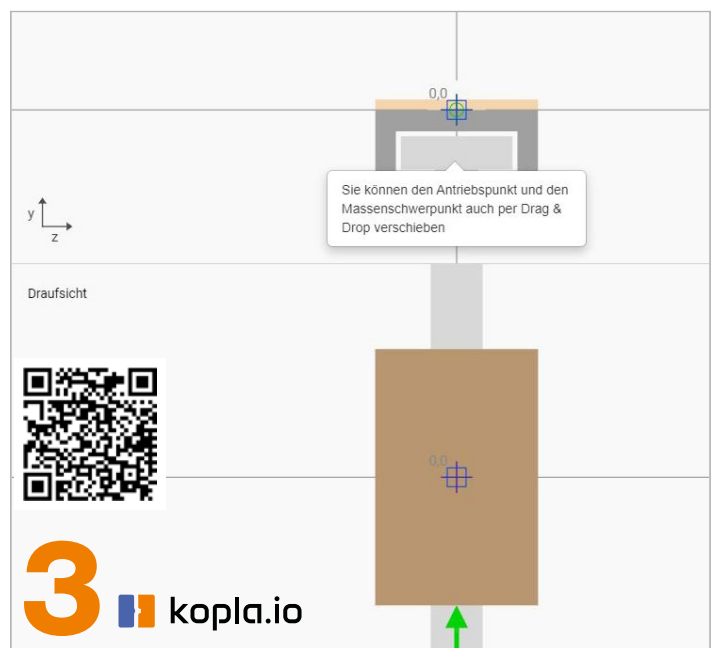 0,0
Sie können den Antriebspunkt und den
Massenschwerpunkt auch per Drag &
Drop verschieben
y
z
Draufsicht
0,0
3 kopla.io